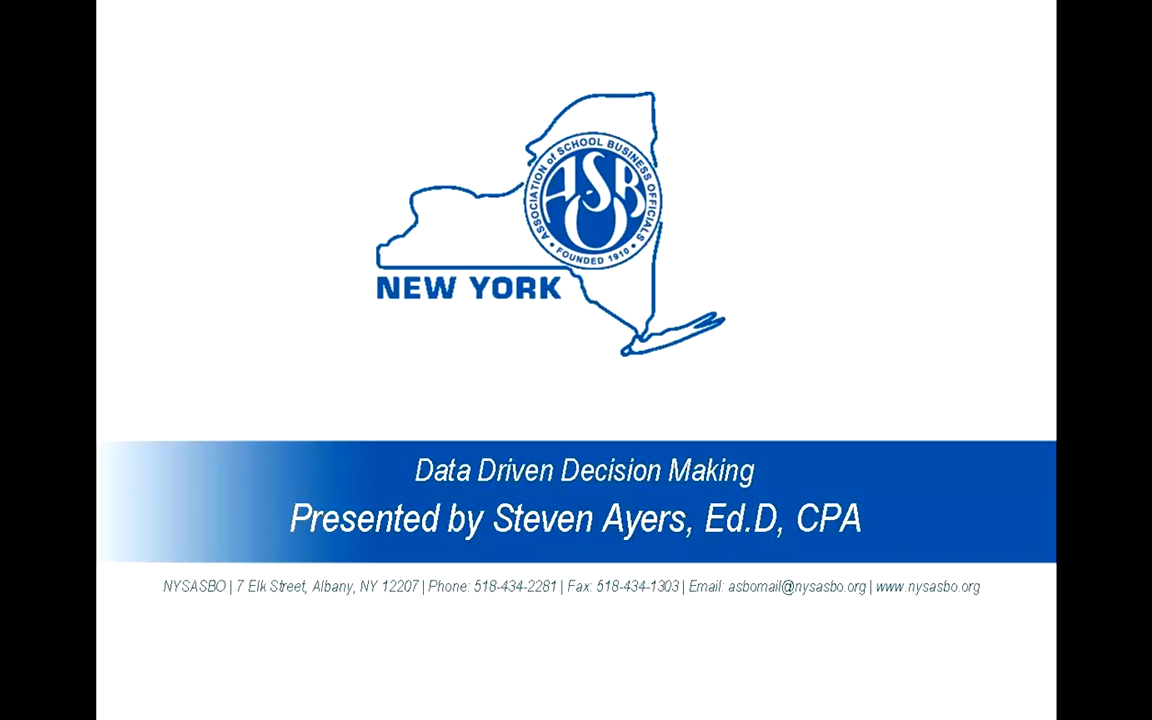 ASSOCIATION of SCHOOL BUSINESS OFFICIALS
ASBO
• FOUNDED 1910 •
NEW YORK
Data Driven Decision Making
Presented by Steven Ayers, Ed.D, CPA
NYSASBO | 7 Elk Street, Albany, NY 12207 | Phone: 518-434-2281 | Fax: 518-434-1303 | Email: asbomail@nysasbo.org | www.nysasbo.org